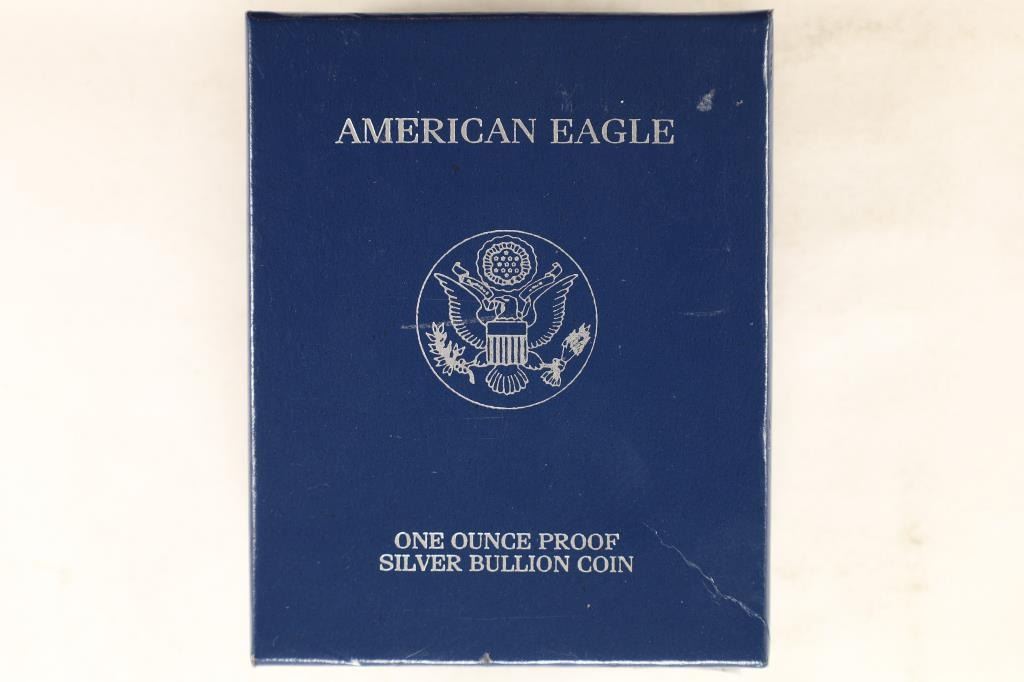 AMERICAN EAGLE
ONE OUNCE PROOF
SILVER BULLION COIN